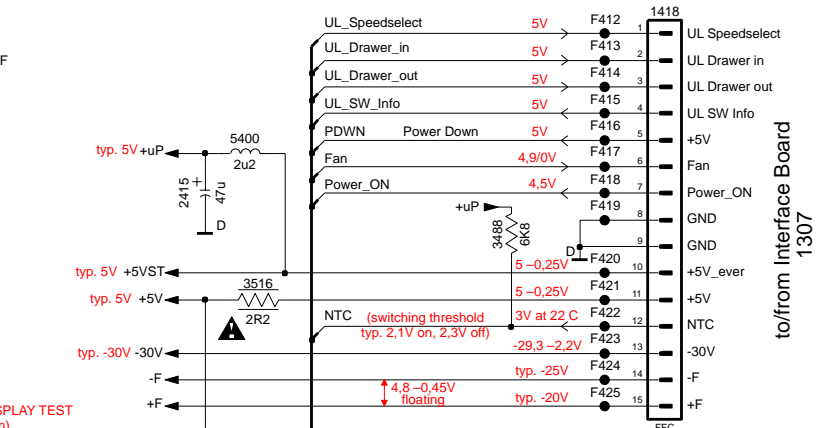 1418
UL_Speedselect 5V F412 1 UL Speedselect
UL_Drawer_in 5V F413 2 UL Drawer in
F
UL_Drawer_out 5V F414 3 UL Drawer out
UL_SW_Info 5V F415 4 UL SW Info
PDWN Power Down 5V F416 5 +5V
typ. 5V +uP 5400 2u2
Fan 4,9/0V F417 6 Fan
2415 + 47u
Power_ON 4,5V F418 7 Power_ON
D
+uP F419 8 GND
3488 6K8
D 9 GND
typ. 5V +5VST 5 –0,25V F420 10 +5V_ever
typ. 5V +5V 3516 2R2 5 –0,25V F421 11 +5V
NTC (switching threshold 3V at 22 C F422 12 NTC
typ. 2,1V on, 2,3V off)
typ. -30V -30V -29,3 –2,2V F423 13 -30V
-F typ. -25V F424 14 -F
4,8 –0,45V
floating
+F typ. -20V F425 15 +F
to/from Interface Board
1307
SPLAY TEST